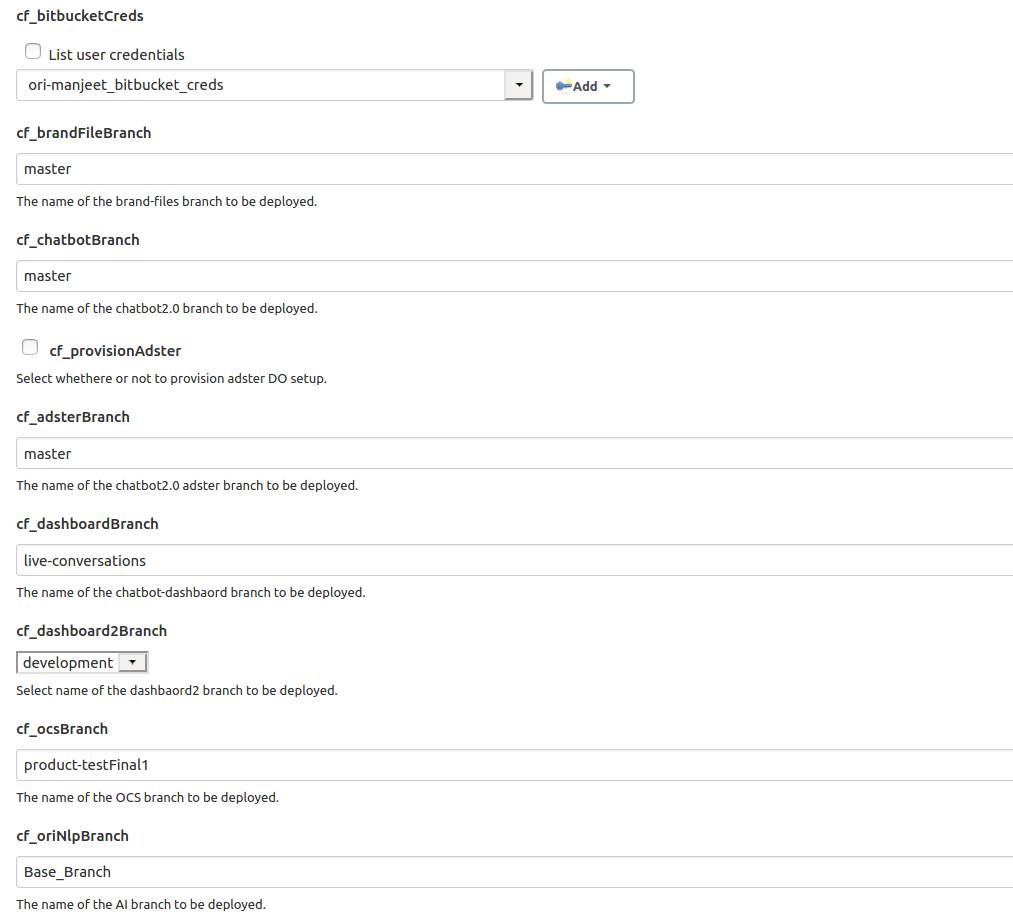 cf_bitbucketCreds
List user credentials
ori-manjeet_bitbucket_creds
Add
cf_brandFileBranch
master
The name of the brand-files branch to be deployed.
cf_chatbotBranch
master
The name of the chatbot2.0 branch to be deployed.
cf_provisionAdster
Select whethere or not to provision adster DO setup.
cf_adsterBranch
master
The name of the chatbot2.0 adster branch to be deployed.
cf_dashboardBranch
live-conversations
The name of the chatbot-dashbaord branch to be deployed.
cf_dashboard2Branch
development
Select name of the dashbaord2 branch to be deployed.
cf_ocsBranch
product-testFinal1
The name of the OCS branch to be deployed.
cf_oriNlpBranch
Base_Branch
The name of the AI branch to be deployed.